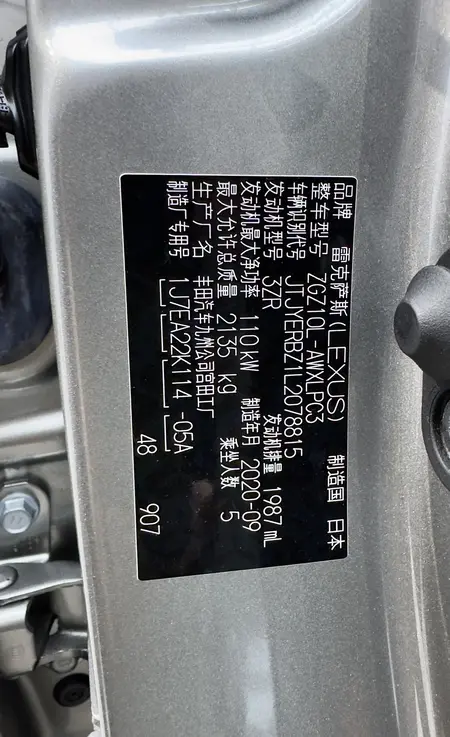 品牌 雷克萨斯(LEXUS) 制造国 日本
整车型号 ZGZ10L-AWXLPC3
车辆识别代号 JTJYERBZ1L2078815
发动机型号 3ZR 发动机排量 1987 mL
发动机最大净功率 110 kW 制造年月 2020-09
最大允许总质量 2135 kg 乘坐人数 5
生产厂名 丰田汽车九州公司宫田工厂
制造厂专用号 1J7EA22K114 -05A
48 907